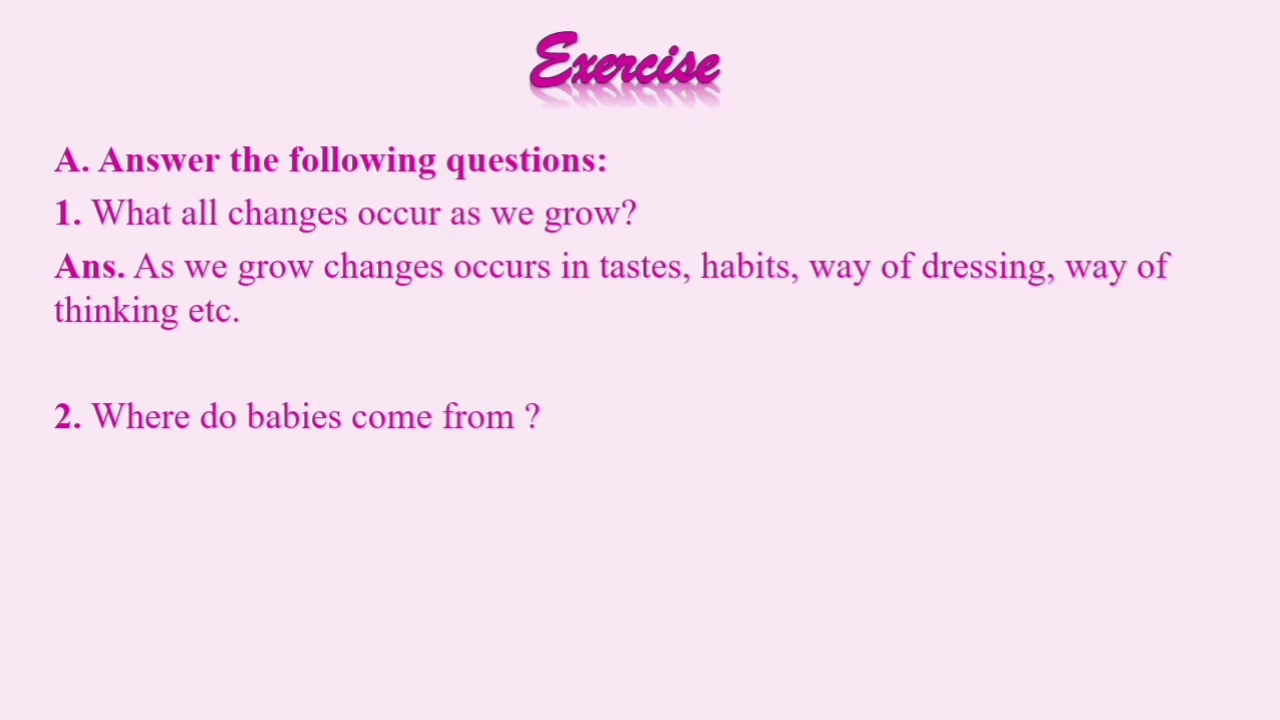 Exercise
A. Answer the following questions:
1. What all changes occur as we grow?
Ans. As we grow changes occurs in tastes, habits, way of dressing, way of
thinking etc.
2. Where do babies come from ?